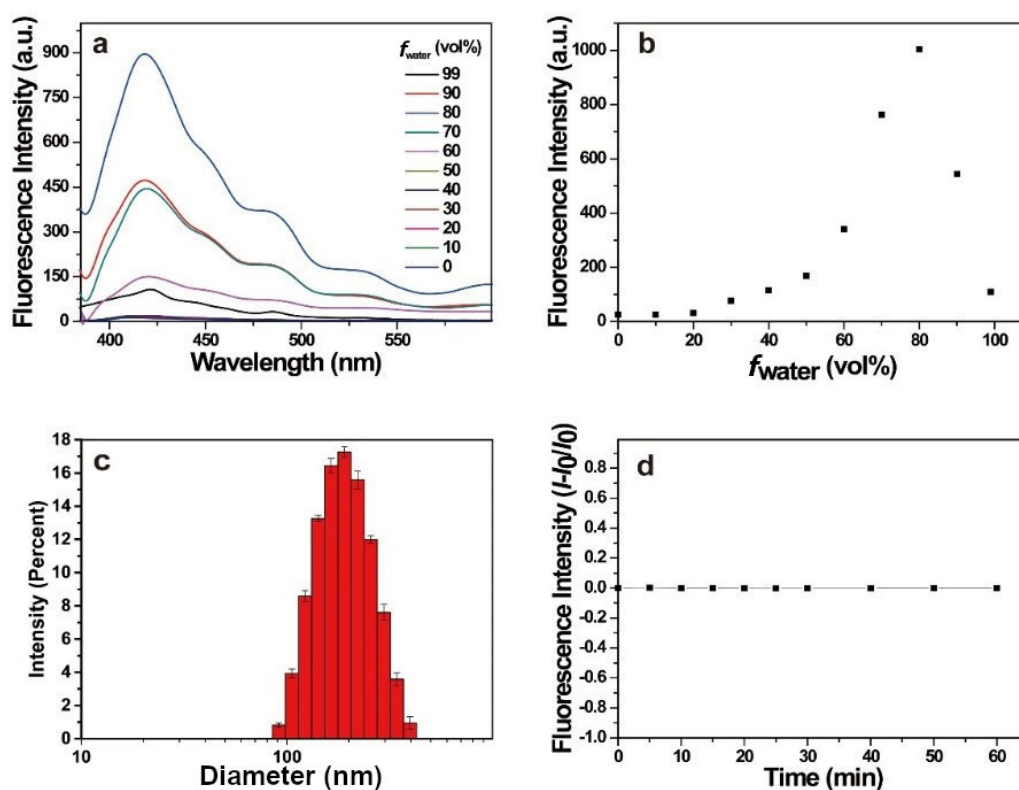 a
f water (vol%)
99
90
80
70
60
50
40
30
20
10
0
900
750
600
450
300
150
0
400 450 500 550
Fluorescence Intensity (a.u.)
Wavelength (nm)
b
1000
800
600
400
200
0
0 20 40 60 80 100
Fluorescence Intensity (a.u.)
f water (vol%)
c
18
16
14
12
10
8
6
4
2
0
10 100
Intensity (Percent)
Diameter (nm)
d
0.8
0.6
0.4
0.2
0.0
-0.2
-0.4
-0.6
-0.8
-1.0
0 10 20 30 40 50 60
Fluorescence Intensity (I-I0/I0)
Time (min)